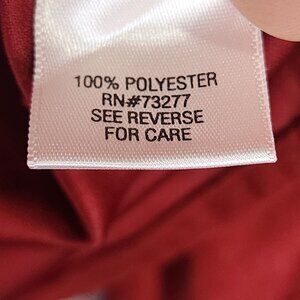 100% POLYESTER
RN#73277
SEE REVERSE
FOR CARE